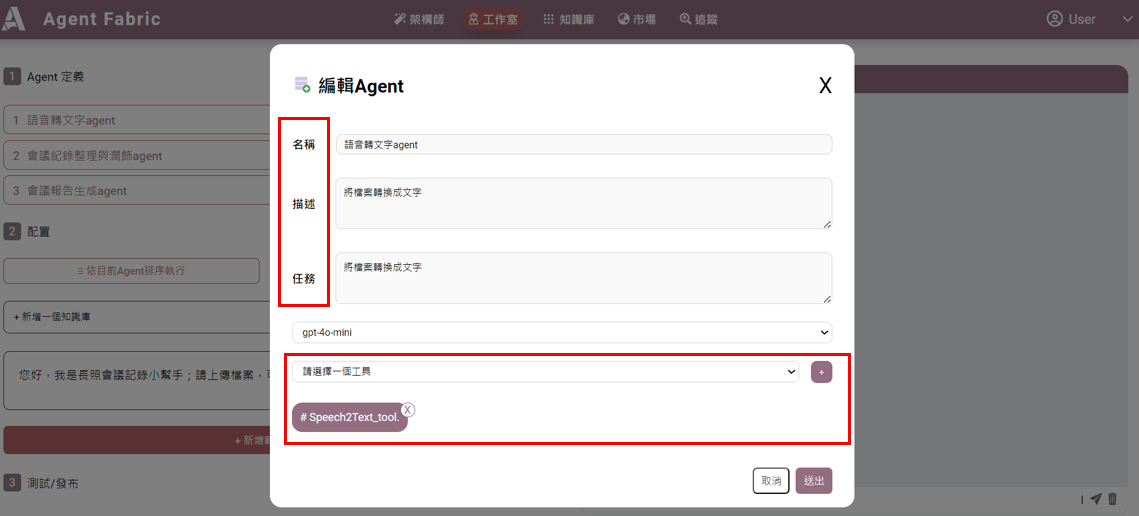 Agent Fabric
架構師
工作室
知識庫
市場
追蹤
User
1 Agent 定義
1 語音轉文字agent
2 會議紀錄整理與潤飾agent
3 會議報告生成agent
2 配置
依目前Agent排序執行
+ 新增一個知識庫
您好，我是長照會議記錄小幫手；請上傳檔案，
+ 新增
3 測試/發布
編輯Agent
X
名稱
語音轉文字agent
描述
將檔案轉換成文字
任務
將檔案轉換成文字
gpt-4o-mini
請選擇一個工具
+
# Speech2Text_tool.
X
取消
送出